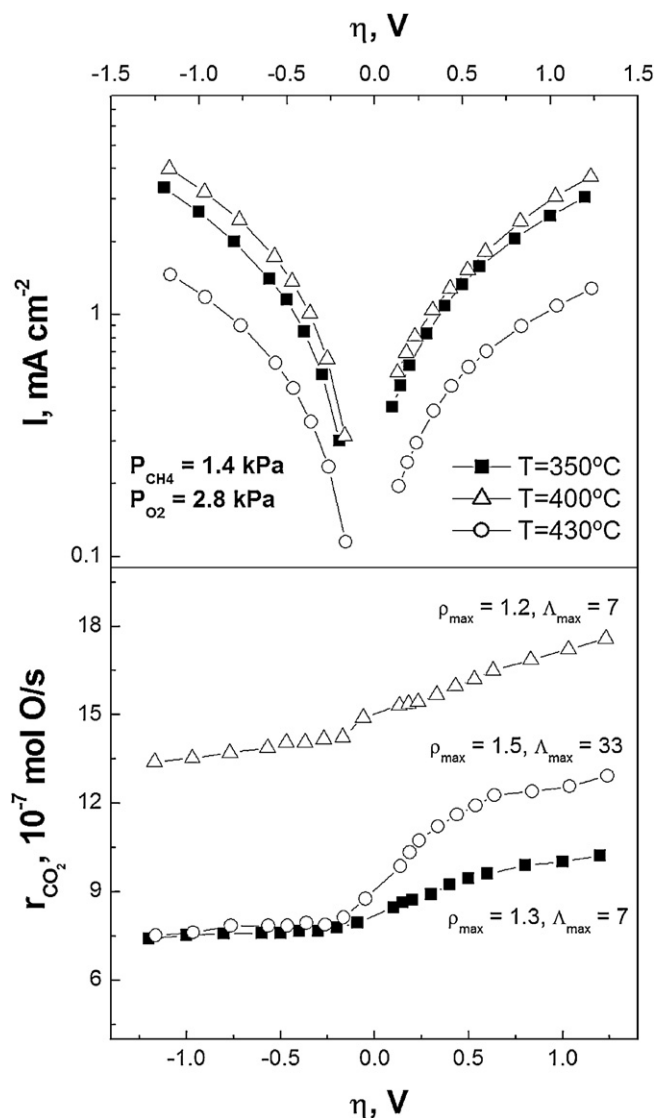 η, V
-1.5 -1.0 -0.5 0.0 0.5 1.0 1.5
I, mA cm⁻²
1
0.1
P_CH4 = 1.4 kPa
P_O2 = 2.8 kPa
T=350ºC
T=400ºC
T=430ºC
r_CO₂, 10⁻⁷ mol O/s
18
15
12
9
6
ρ_max = 1.2, Λ_max = 7
ρ_max = 1.5, Λ_max = 33
ρ_max = 1.3, Λ_max = 7
-1.0 -0.5 0.0 0.5 1.0
η, V